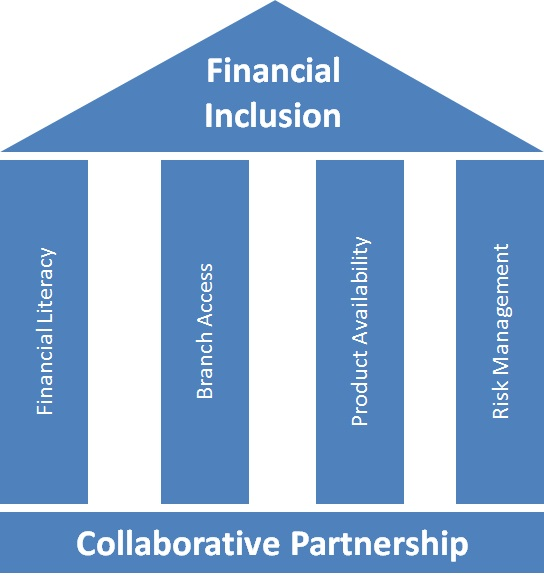 Financial
Inclusion
Financial Literacy
Branch Access
Product Availability
Risk Management
Collaborative Partnership